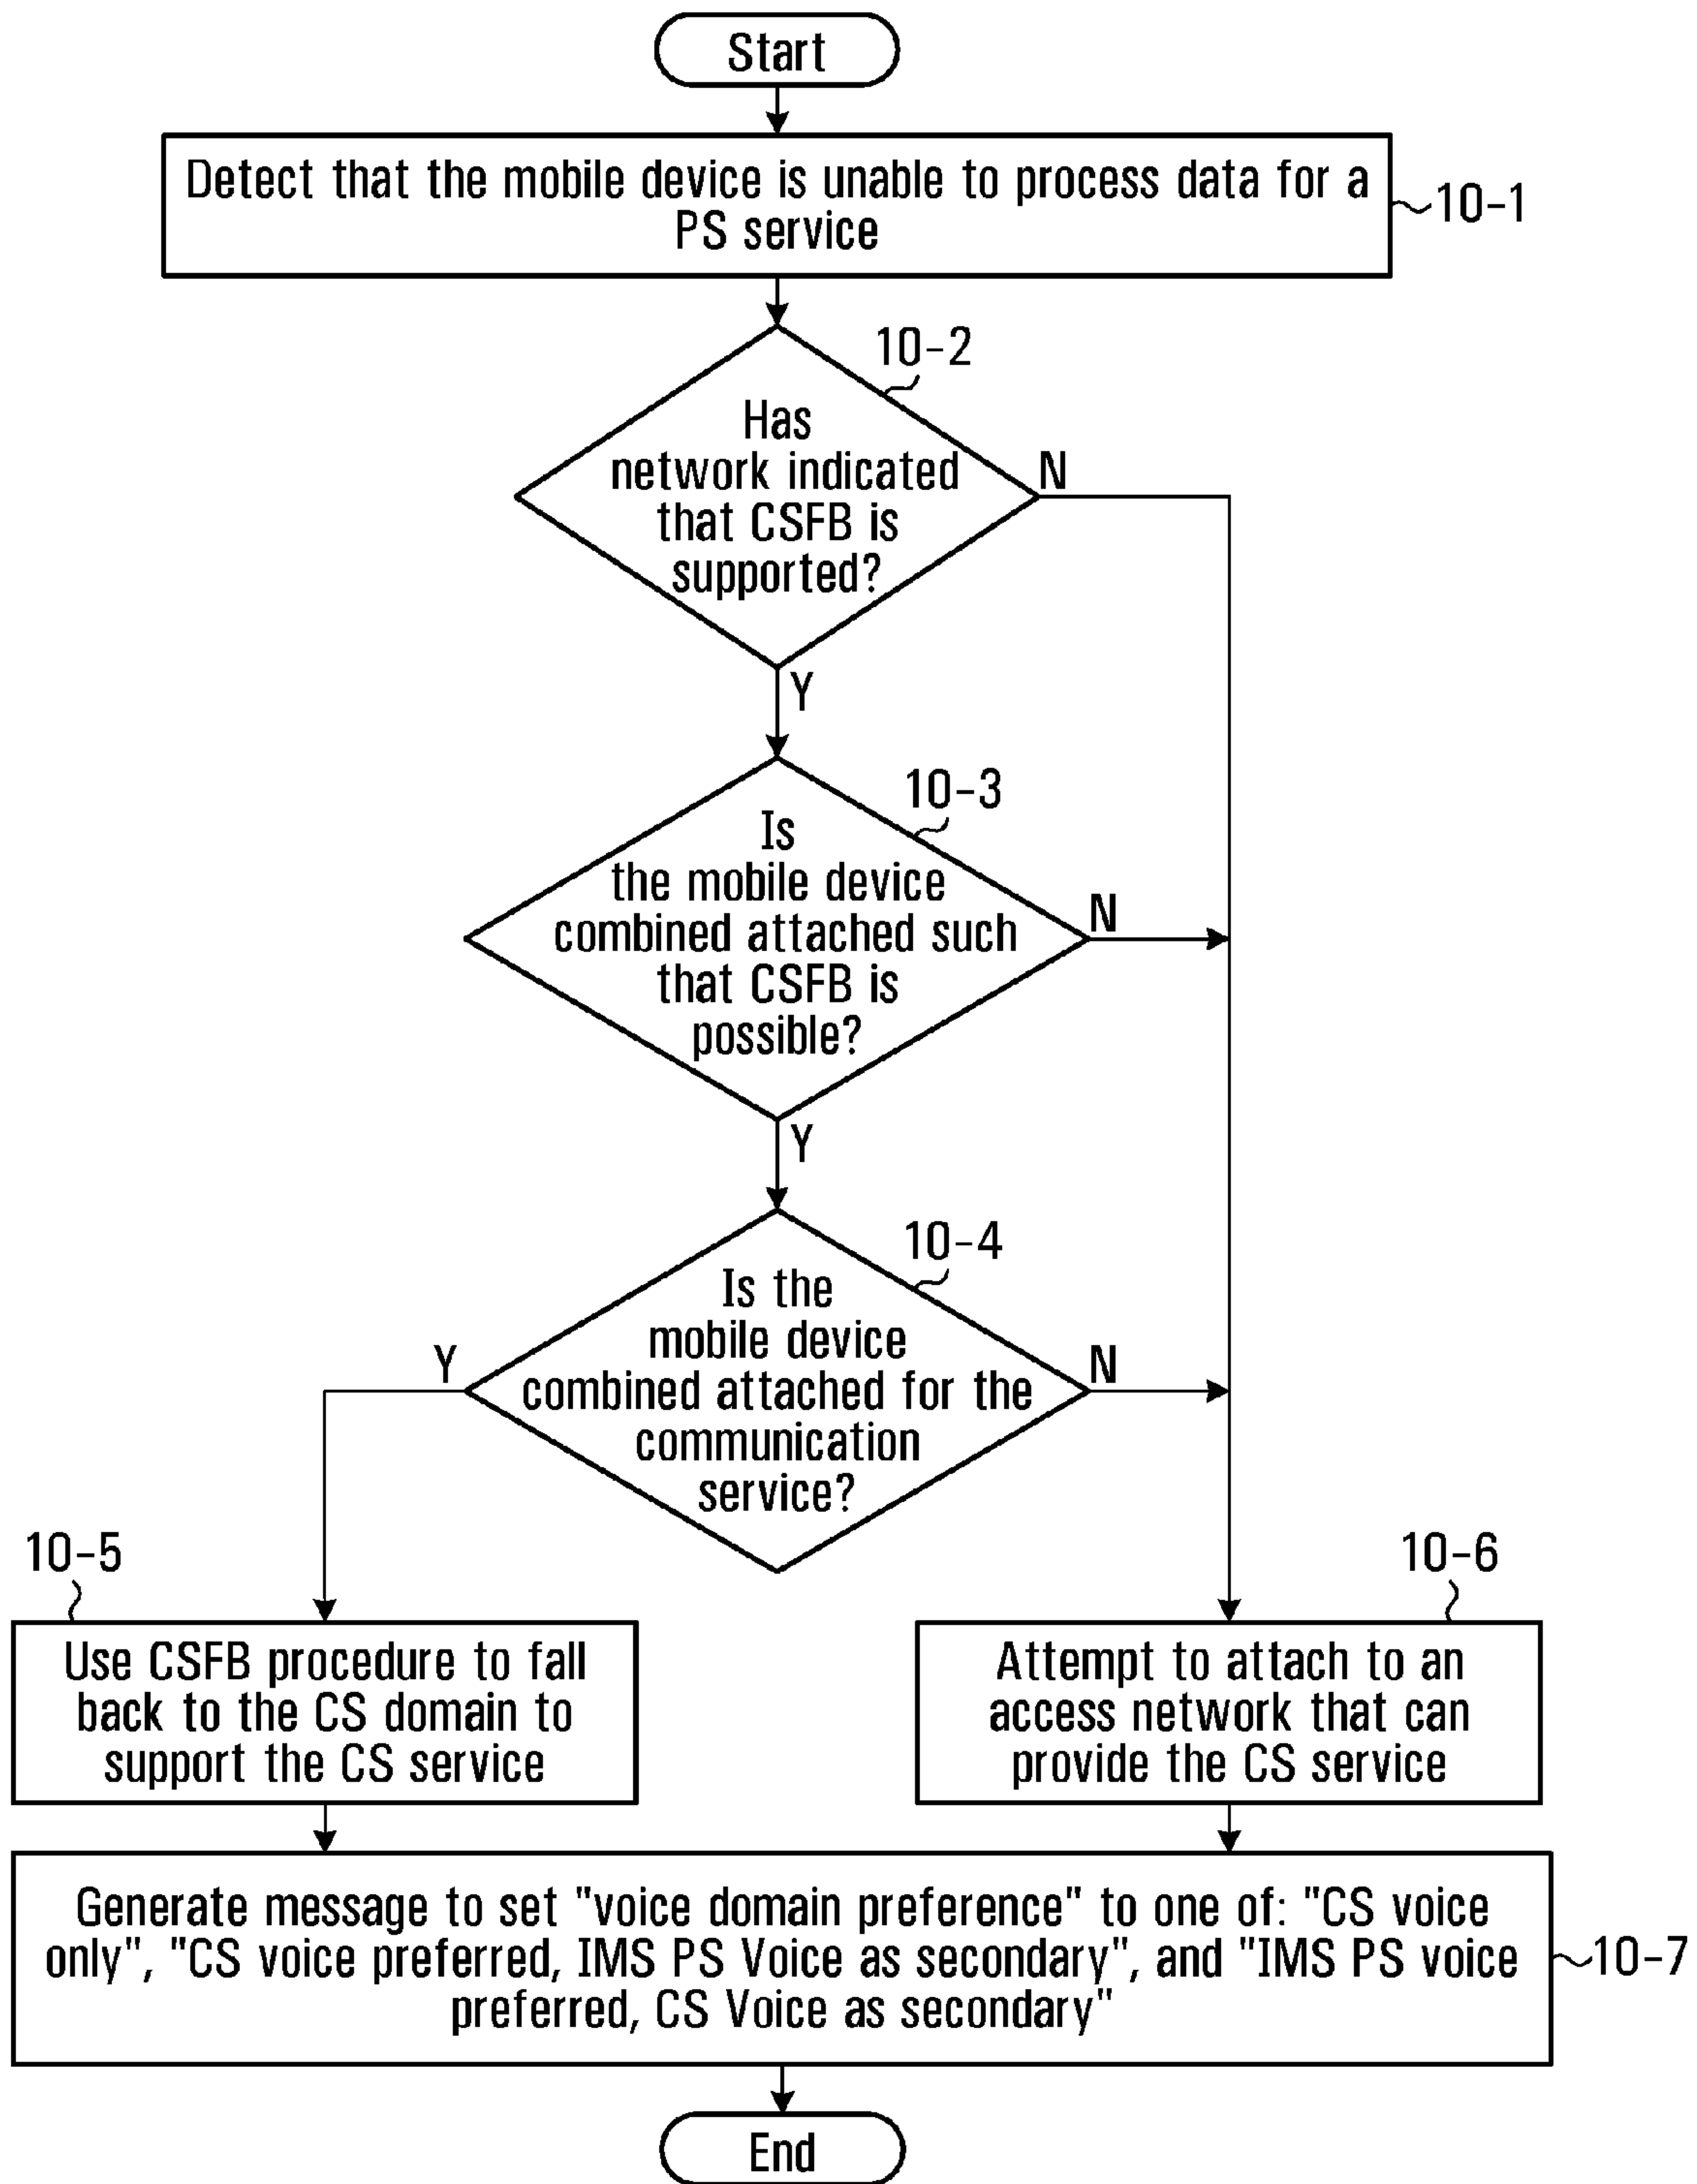 Start
Detect that the mobile device is unable to process data for a
PS service
10-1
10-2
Has
network indicated
that CSFB is
supported?
N
Y
10-3
Is
the mobile device
combined attached such
that CSFB is
possible?
N
Y
10-4
Is the
mobile device
combined attached for the
communication
service?
Y
N
10-5
Use CSFB procedure to fall
back to the CS domain to
support the CS service
10-6
Attempt to attach to an
access network that can
provide the CS service
Generate message to set "voice domain preference" to one of: "CS voice
only", "CS voice preferred, IMS PS Voice as secondary", and "IMS PS voice
preferred, CS Voice as secondary"
10-7
End